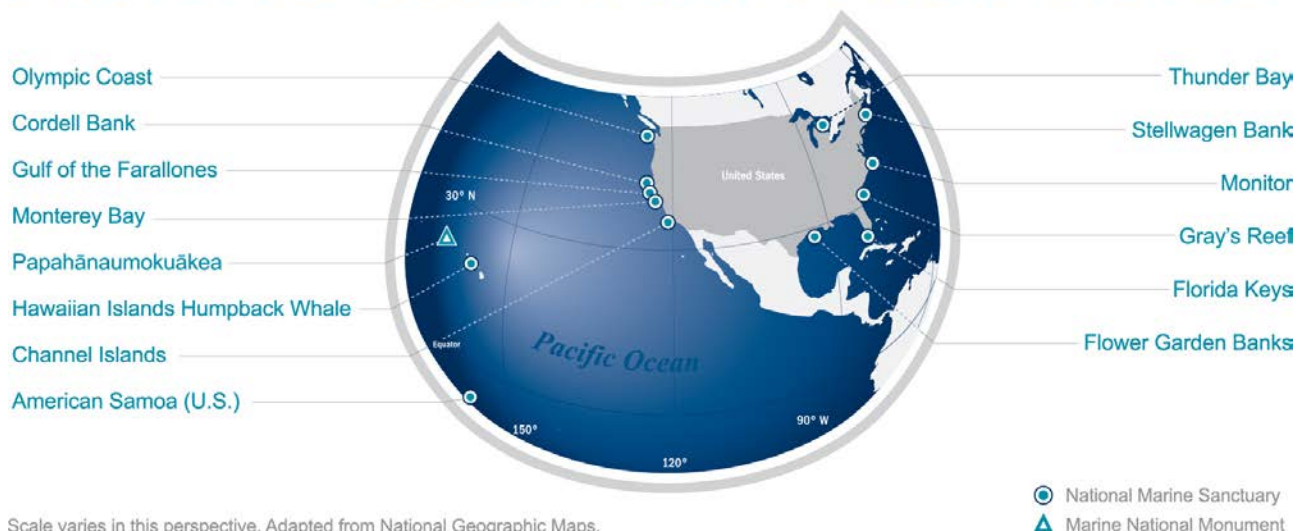 Olympic Coast
Cordell Bank
Gulf of the Farallones
Monterey Bay
Papahānaumokuākea
Hawaiian Islands Humpback Whale
Channel Islands
American Samoa (U.S.)
30° N
Equator
150°
120°
90° W
United States
Pacific Ocean
Thunder Bay
Stellwagen Bank
Monitor
Gray's Reef
Florida Keys
Flower Garden Banks
National Marine Sanctuary
Marine National Monument
Scale varies in this perspective. Adapted from National Geographic Maps.